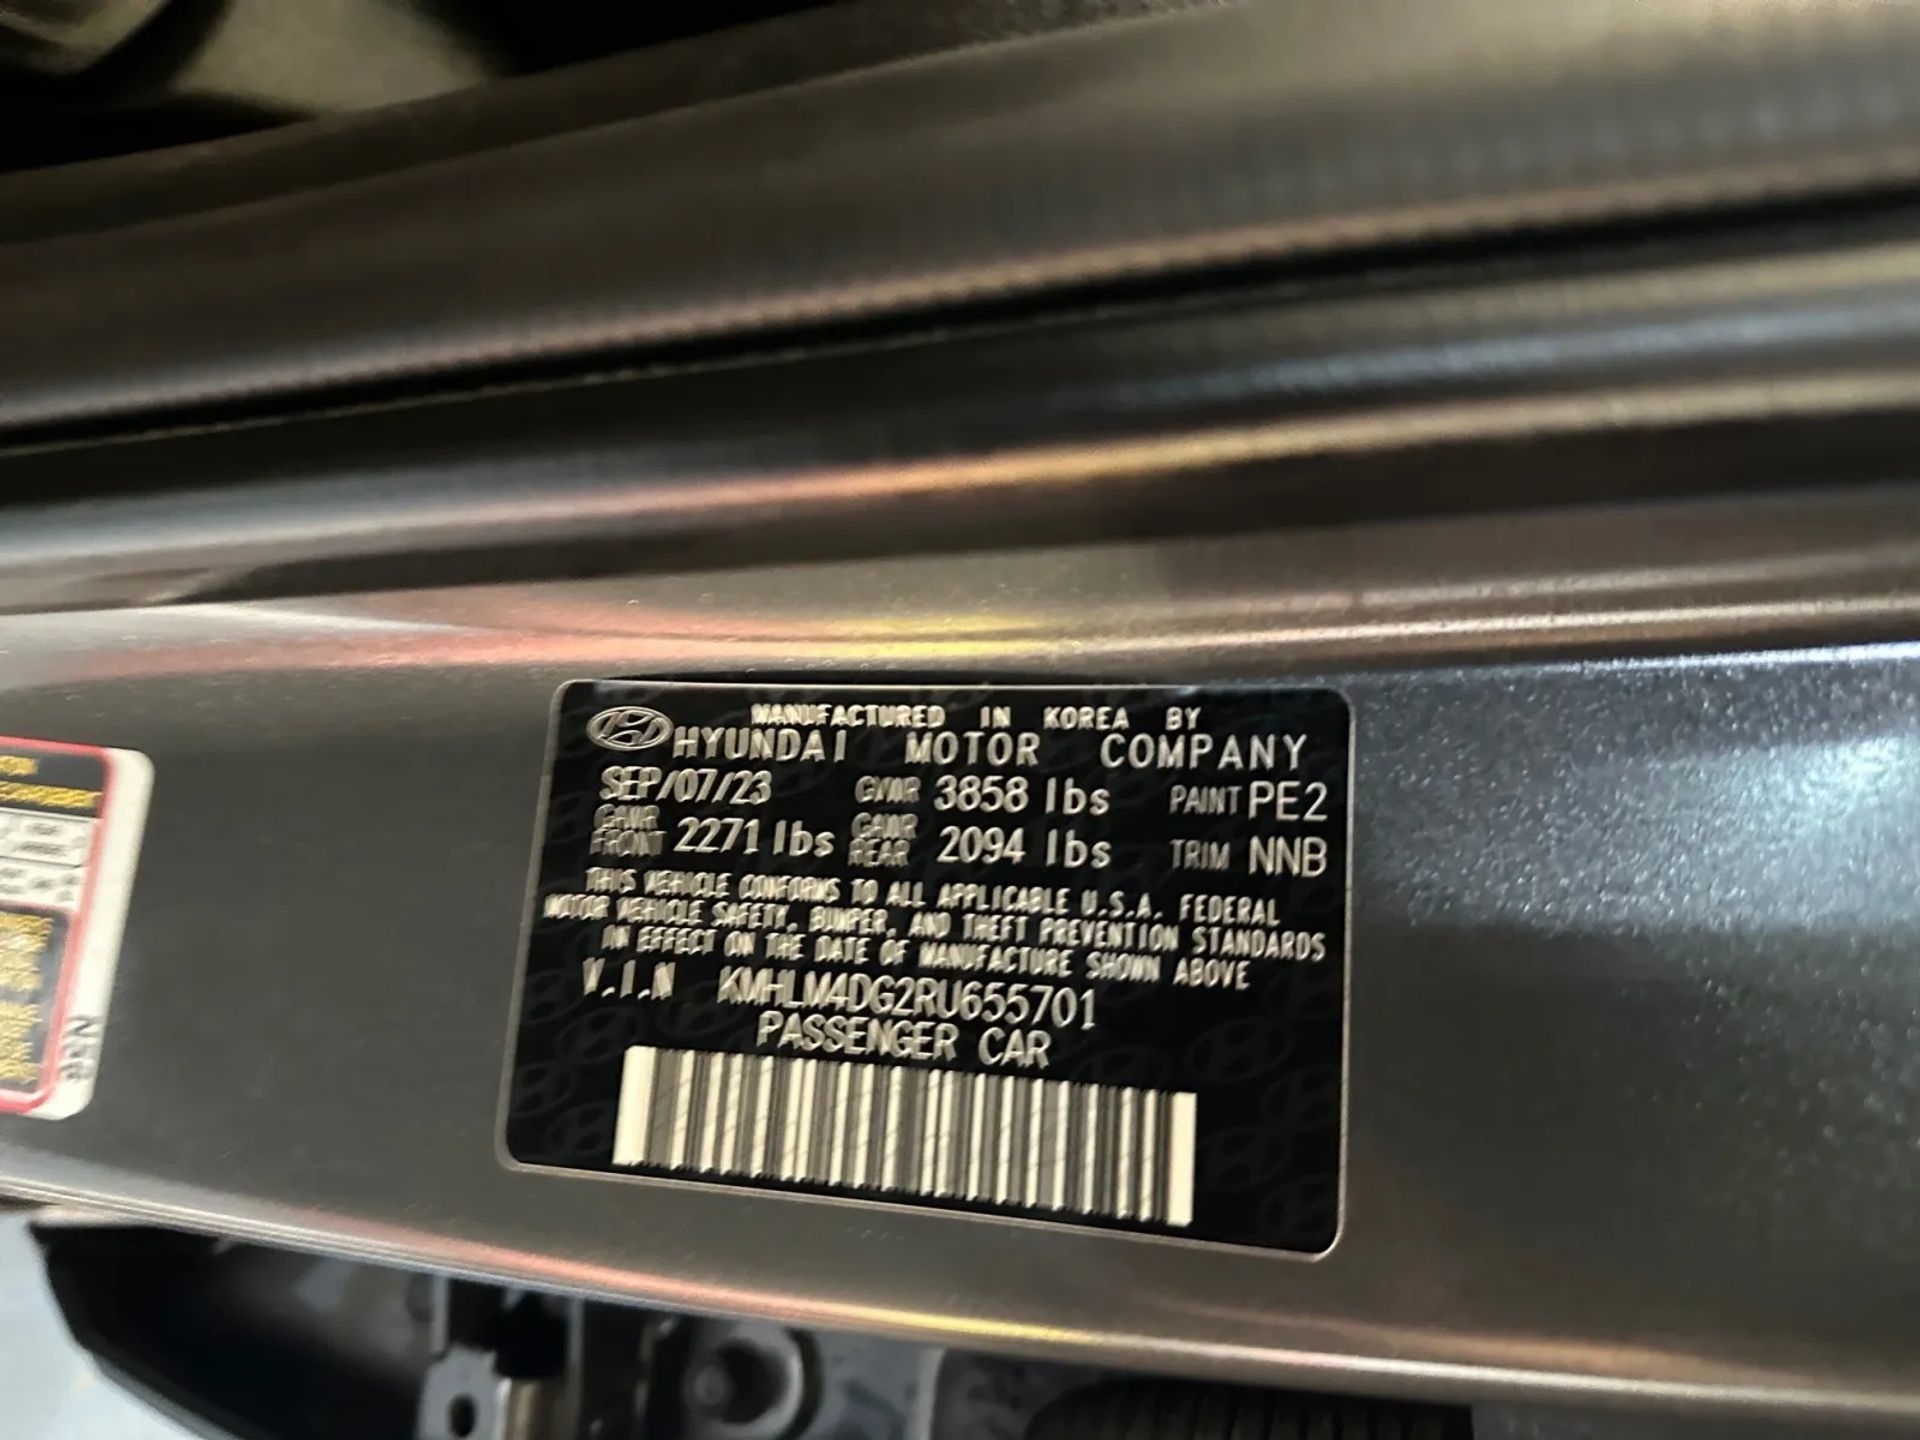 MANUFACTURED IN KOREA BY
HYUNDAI MOTOR COMPANY
SEP/07/23 GVWR 3858 lbs PAINT PE2
GAWR FRONT 2271 lbs GAWR REAR 2094 lbs TRIM NNB
THIS VEHICLE CONFORMS TO ALL APPLICABLE U.S.A. FEDERAL
MOTOR VEHICLE SAFETY, BUMPER, AND THEFT PREVENTION STANDARDS
IN EFFECT ON THE DATE OF MANUFACTURE SHOWN ABOVE
V.I.N KMHLM4DG2RU655701
PASSENGER CAR